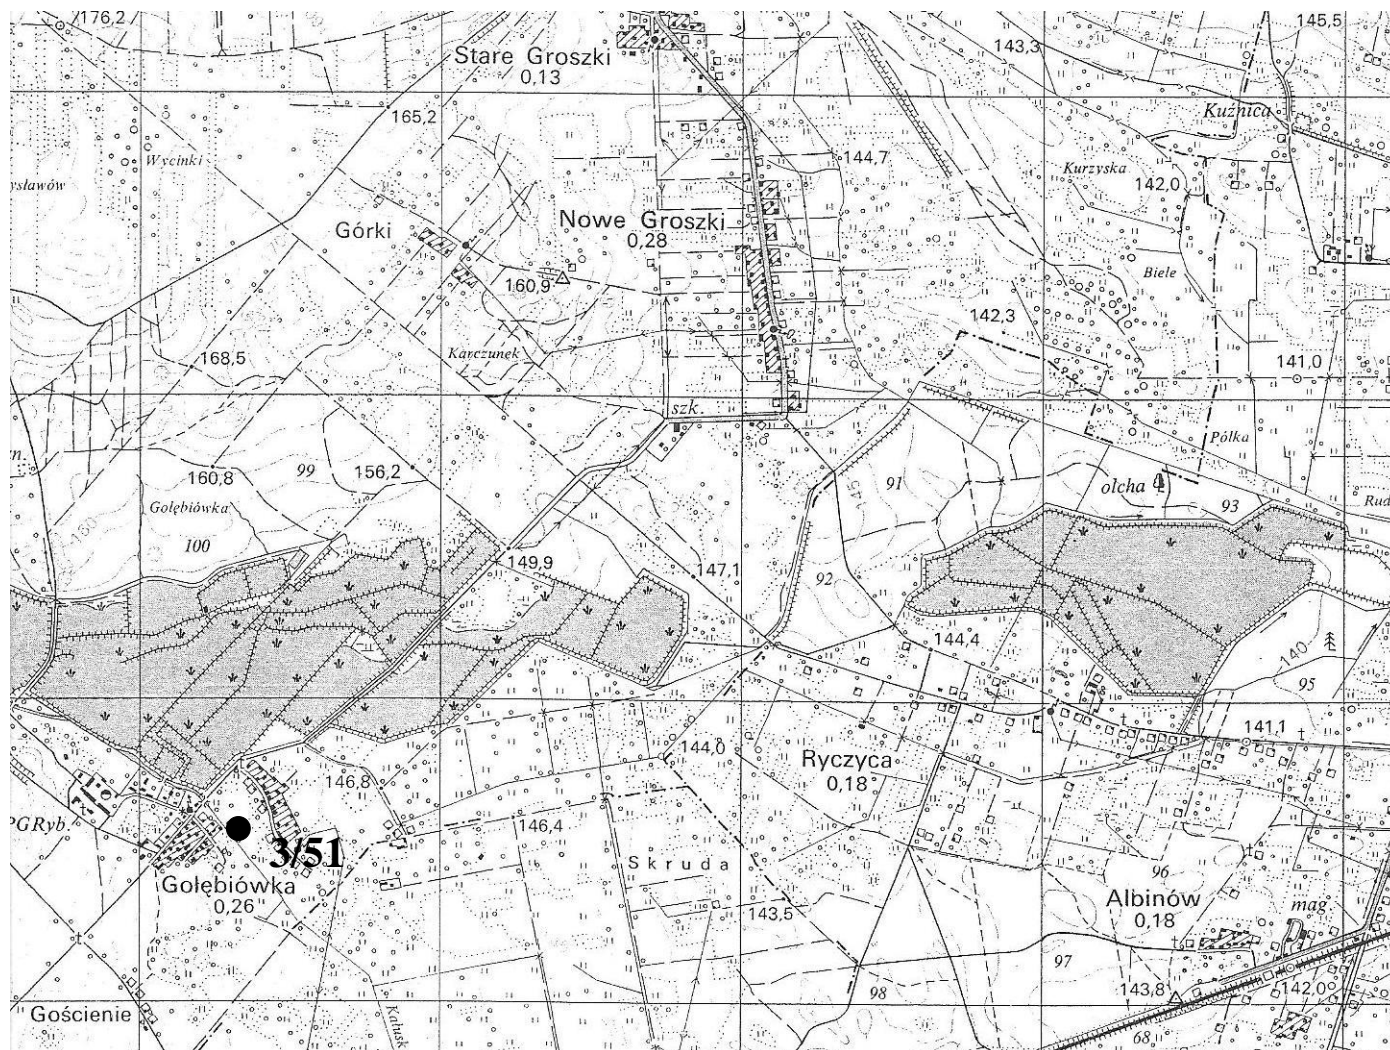 176,2
145,5
Stare Groszki
0.13
143,3
165,2
Kuźnica
Wycinki
144,7
Kurzyska
142,0
ysławów
Górki
Nowe Groszki
0.28
160,9
Biele
142,3
168,5
Karczunek
141,0
szk.
Pólka
n.
160,8
99
156,2
91
olcha
93
Rud
Gołębiówka
100
149,9
147,1
92
144,4
140
95
144,0
Ryczyca
0,18
t
141,1
t
146,8
PGRyb.
146,4
3/51
Skruda
Gołębiówka
0,26
96
t
Albinów
0,18
mag.
143,5
t
t
97
98
143,8
142,0
Gościenie
Kałusk
68